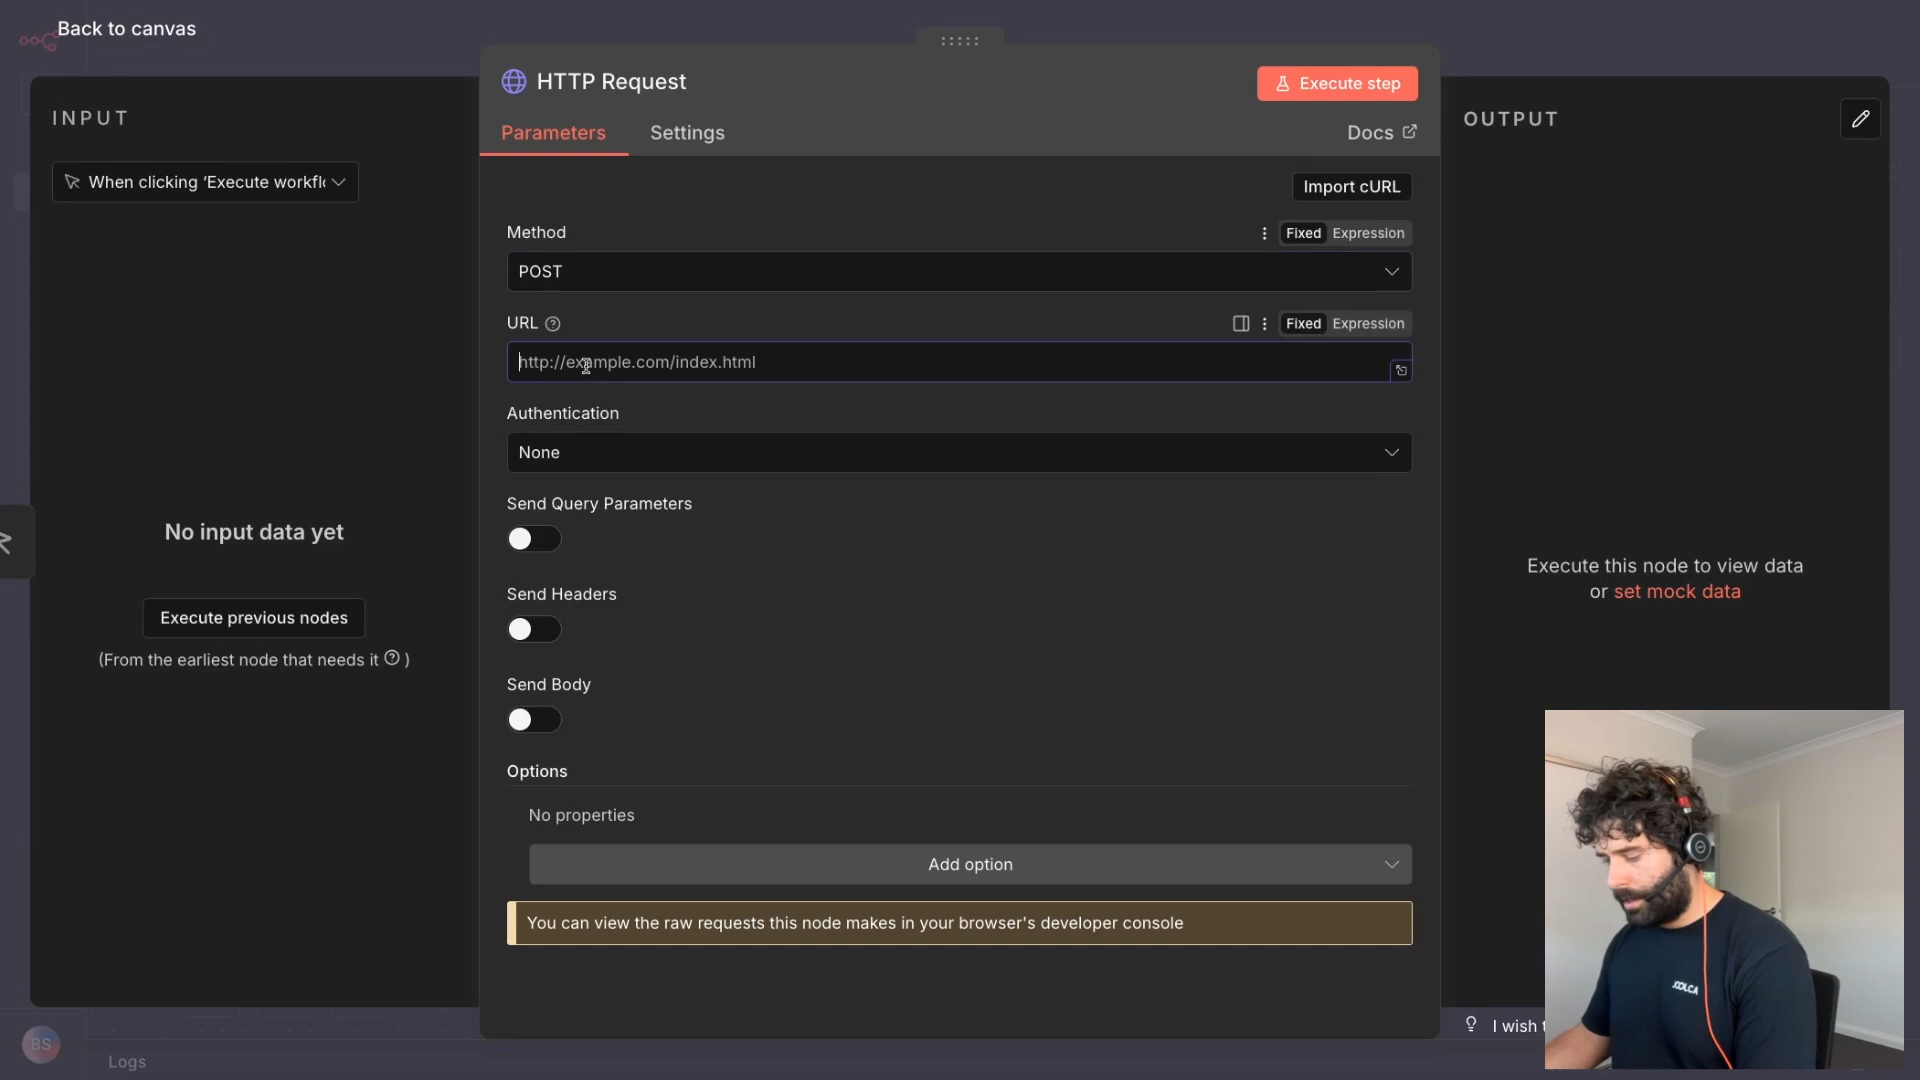 Back to canvas
INPUT
When clicking ‘Execute workflo
No input data yet
Execute previous nodes
(From the earliest node that needs it )
HTTP Request
Execute step
Parameters
Settings
Docs
Import cURL
Method
Fixed Expression
POST
URL
Fixed Expression
http://example.com/index.html
Authentication
None
Send Query Parameters
Send Headers
Send Body
Options
No properties
Add option
You can view the raw requests this node makes in your browser's developer console
OUTPUT
Execute this node to view data
or set mock data
I wish t
JOOLCA
BS
Logs